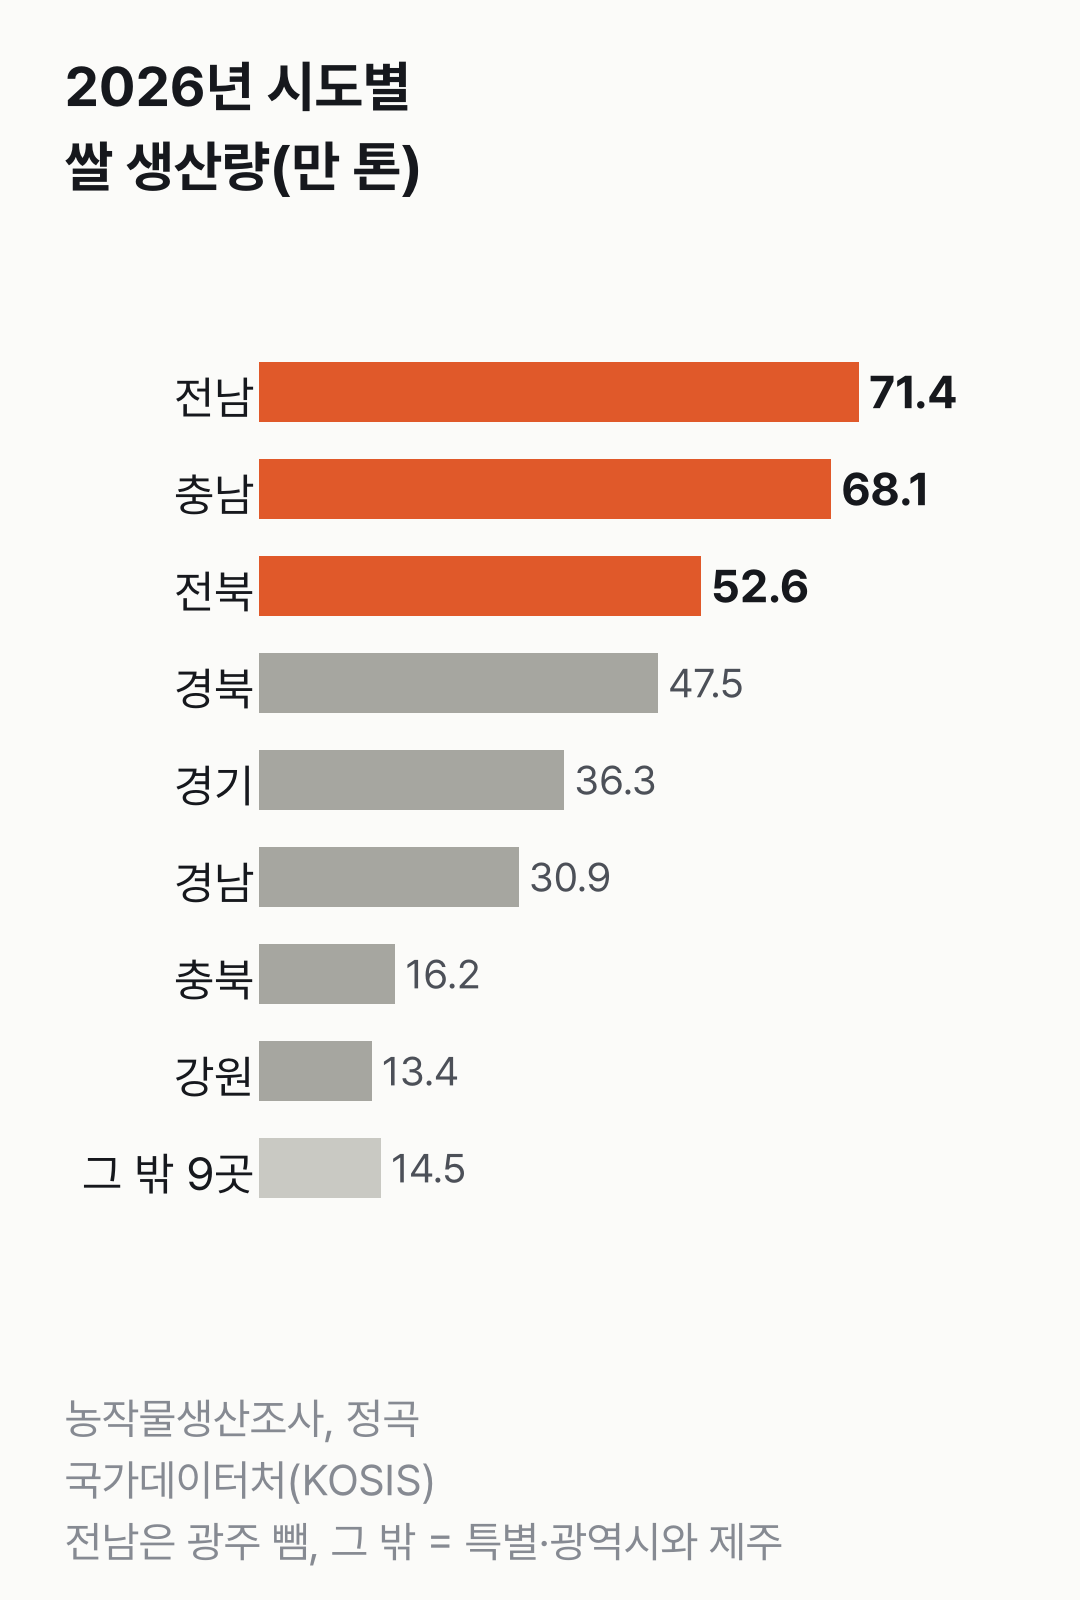 2026년 시도별
쌀 생산량(만 톤)
전남 71.4
충남 68.1
전북 52.6
경북 47.5
경기 36.3
경남 30.9
충북 16.2
강원 13.4
그 밖 9곳 14.5
농작물생산조사, 정곡
국가데이터처(KOSIS)
전남은 광주 뺌, 그 밖 = 특별·광역시와 제주